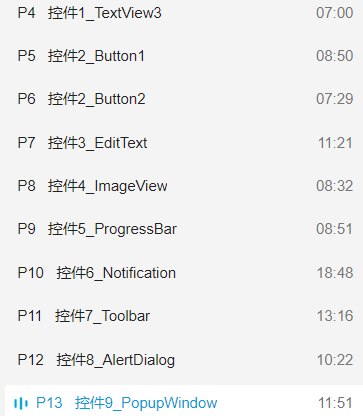 P4 控件1_TextView3 07:00
P5 控件2_Button1 08:50
P6 控件2_Button2 07:29
P7 控件3_EditText 11:21
P8 控件4_ImageView 08:32
P9 控件5_ProgressBar 08:51
P10 控件6_Notification 18:48
P11 控件7_Toolbar 13:16
P12 控件8_AlertDialog 10:22
P13 控件9_PopupWindow 11:51